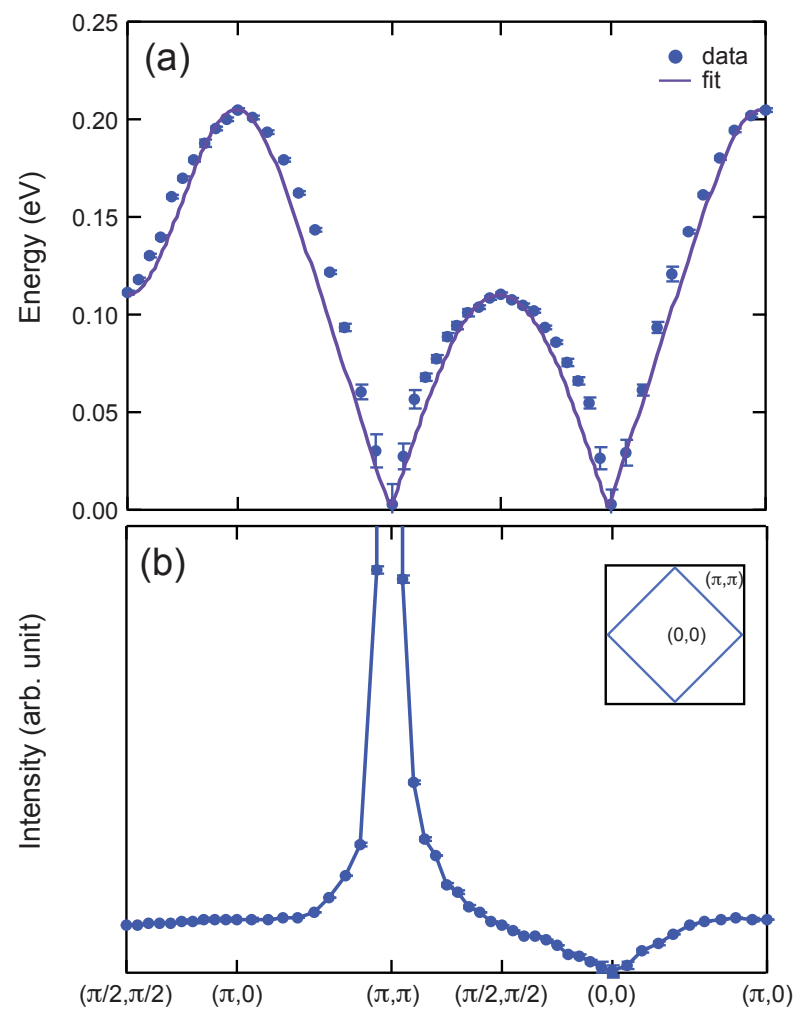 0.25
(a)
data
fit
0.20
0.15
0.10
0.05
0.00
Energy (eV)
(b)
(π,π)
(0,0)
Intensity (arb. unit)
(π/2,π/2) (π,0) (π,π) (π/2,π/2) (0,0) (π,0)